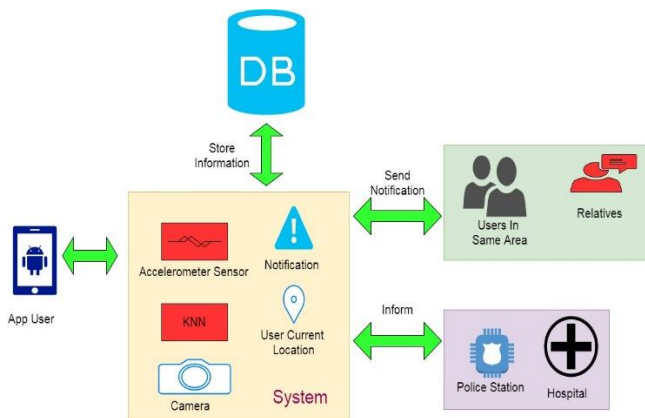 DB
Store
Information
Send
Notification
Users In
Same Area
Relatives
App User
Accelerometer Sensor
Notification
KNN
User Current
Location
Camera
System
Inform
Police Station
Hospital